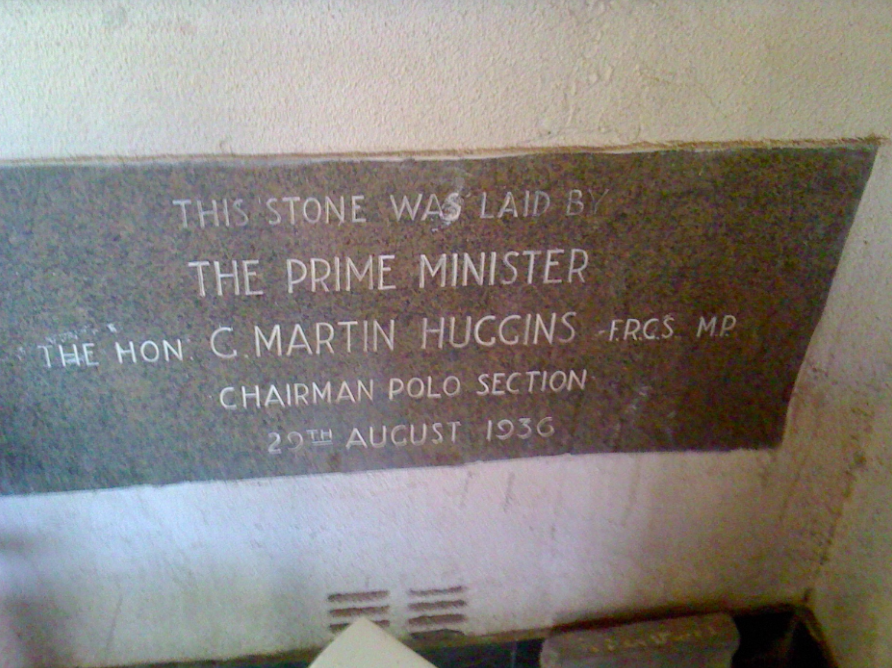 THIS STONE WAS LAID BY
THE PRIME MINISTER
THE HON. G. MARTIN HUGGINS F.R.C.S. M.P.
CHAIRMAN POLO SECTION
29TH AUGUST 1936